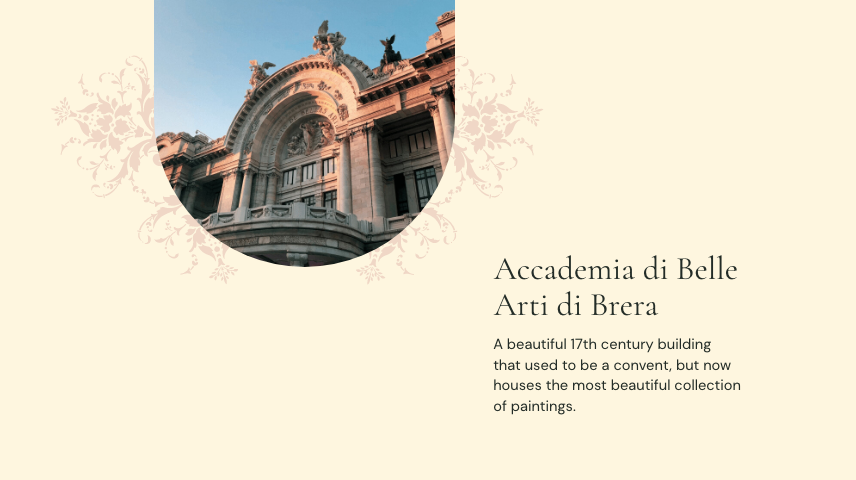 Accademia di Belle
Arti di Brera
A beautiful 17th century building
that used to be a convent, but now
houses the most beautiful collection
of paintings.